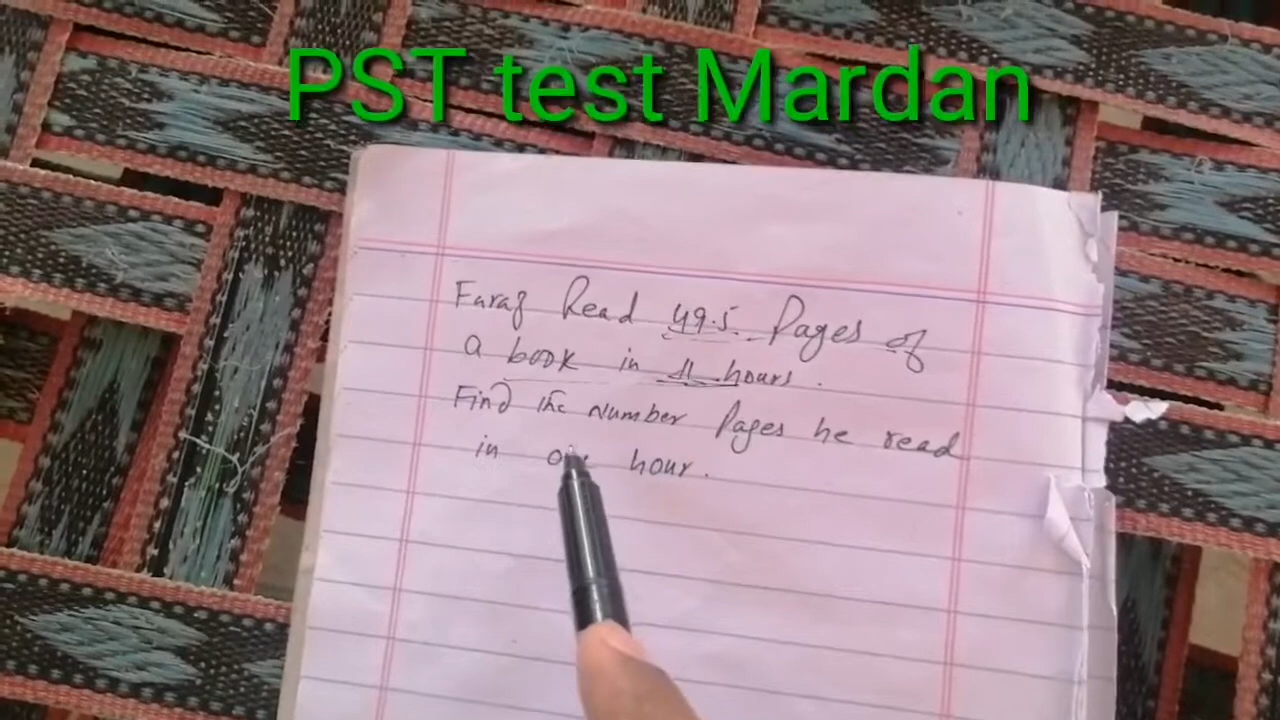 PST test Mardan
Faraz Read 49.5 Pages of
a book in 11 hours.
Find the Number Pages he read
in one hour.